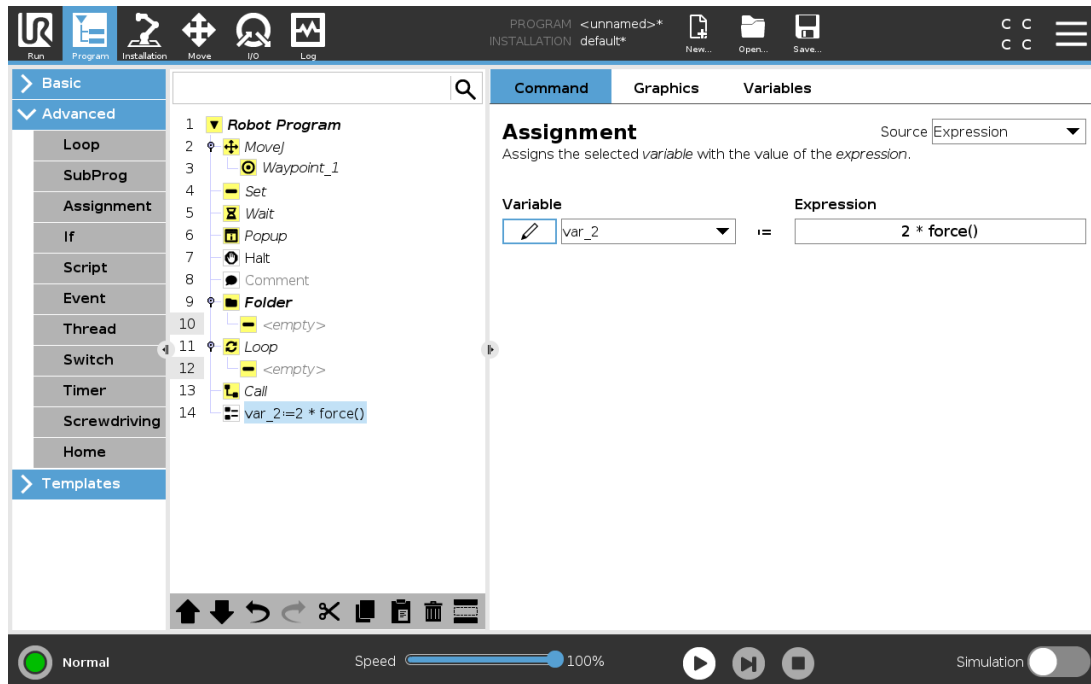 PROGRAM <unnamed>*
INSTALLATION default*
C C
C C
Run Program Installation Move I/O Log New... Open... Save...
Basic
Advanced
Loop
SubProg
Assignment
If
Script
Event
Thread
Switch
Timer
Screwdriving
Home
Templates
1 Robot Program
2 MoveJ
3 Waypoint_1
4 Set
5 Wait
6 Popup
7 Halt
8 Comment
9 Folder
10 <empty>
11 Loop
12 <empty>
13 Call
14 var_2:=2 * force()
Command Graphics Variables
Assignment
Source Expression
Assigns the selected variable with the value of the expression.
Variable Expression
var_2 := 2 * force()
Normal Speed 100% Simulation